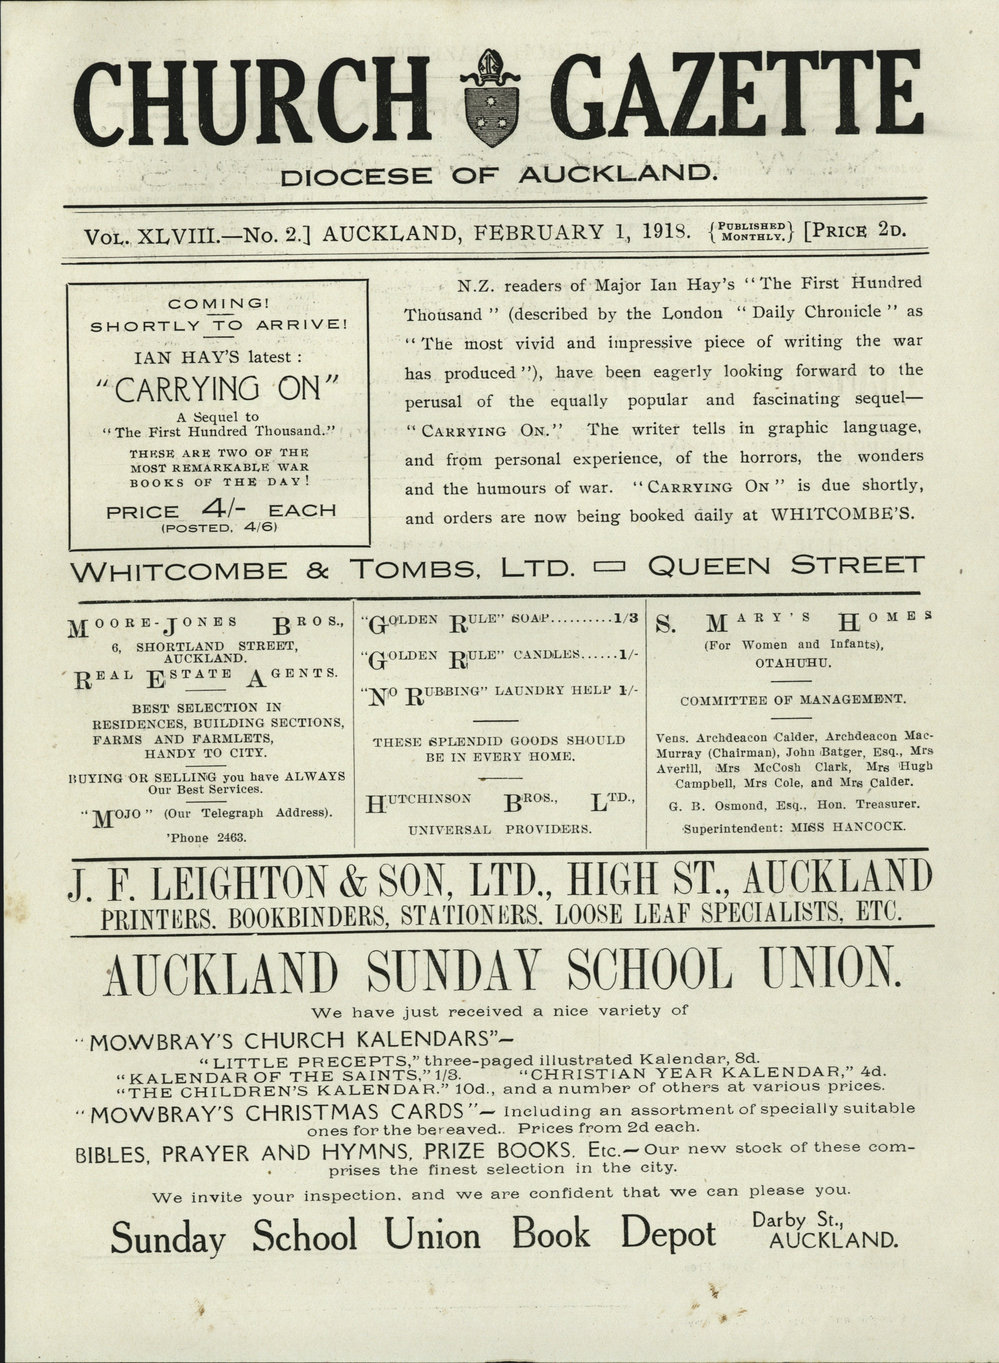 CHURCH GAZETTE
DIOCESE OF AUCKLAND.
VOL. XLVIII.—No. 2.] AUCKLAND, FEBRUARY 1, 1918. {PUBLISHED MONTHLY.} [PRICE 2D.
COMING!
SHORTLY TO ARRIVE!
IAN HAY'S latest :
"CARRYING ON"
A Sequel to
"The First Hundred Thousand."
THESE ARE TWO OF THE
MOST REMARKABLE WAR
BOOKS OF THE DAY!
PRICE 4/- EACH
(POSTED, 4/6)
N.Z. readers of Major Ian Hay's "The First Hundred
Thousand" (described by the London "Daily Chronicle" as
"The most vivid and impressive piece of writing the war
has produced"), have been eagerly looking forward to the
perusal of the equally popular and fascinating sequel—
"CARRYING ON." The writer tells in graphic language,
and from personal experience, of the horrors, the wonders
and the humours of war. "CARRYING ON" is due shortly,
and orders are now being booked daily at WHITCOMBE'S.
WHITCOMBE & TOMBS, LTD. QUEEN STREET
MOORE-JONES BROS.,
6, SHORTLAND STREET,
AUCKLAND.
REAL ESTATE AGENTS.
BEST SELECTION IN
RESIDENCES, BUILDING SECTIONS,
FARMS AND FARMLETS,
HANDY TO CITY.
BUYING OR SELLING you have ALWAYS
Our Best Services.
"MOJO" (Our Telegraph Address).
'Phone 2463.
"GOLDEN RULE" SOAP..........1/3
"GOLDEN RULE" CANDLES......1/-
"NO RUBBING" LAUNDRY HELP 1/-
THESE SPLENDID GOODS SHOULD
BE IN EVERY HOME.
HUTCHINSON BROS., LTD.,
UNIVERSAL PROVIDERS.
S. MARY'S HOMES
(For Women and Infants),
OTAHUHU.
COMMITTEE OF MANAGEMENT.
Vens. Archdeacon Calder, Archdeacon Mac-
Murray (Chairman), John Batger, Esq., Mrs
Averill, Mrs McCosh Clark, Mrs Hugh
Campbell, Mrs Cole, and Mrs Calder.
G. B. Osmond, Esq., Hon. Treasurer.
Superintendent: MISS HANCOCK.
J. F. LEIGHTON & SON, LTD., HIGH ST., AUCKLAND
PRINTERS, BOOKBINDERS, STATIONERS. LOOSE LEAF SPECIALISTS, ETC.
AUCKLAND SUNDAY SCHOOL UNION.
We have just received a nice variety of
"MOWBRAY'S CHURCH KALENDARS"—
"LITTLE PRECEPTS," three-paged illustrated Kalendar, 8d.
"KALENDAR OF THE SAINTS," 1/3. "CHRISTIAN YEAR KALENDAR," 4d.
"THE CHILDREN'S KALENDAR." 10d., and a number of others at various prices.
"MOWBRAY'S CHRISTMAS CARDS"— Including an assortment of specially suitable
ones for the bereaved.. Prices from 2d each.
BIBLES, PRAYER AND HYMNS, PRIZE BOOKS, Etc.—Our new stock of these com-
prises the finest selection in the city.
We invite your inspection, and we are confident that we can please you.
Sunday School Union Book Depot Darby St.,
AUCKLAND.